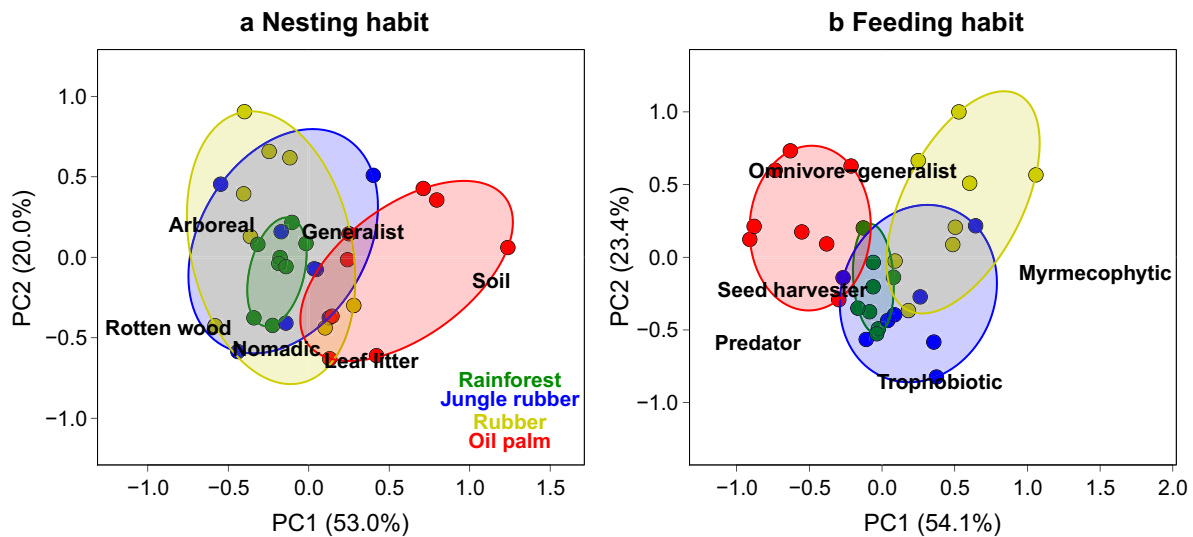 a Nesting habit
1.0
0.5
0.0
−0.5
−1.0
PC2 (20.0%)
Arboreal
Generalist
Soil
Rotten wood
Nomadic
Leaf litter
Rainforest
Jungle rubber
Rubber
Oil palm
−1.0
−0.5
0.0
0.5
1.0
1.5
PC1 (53.0%)
b Feeding habit
1.0
0.5
0.0
−0.5
−1.0
PC2 (23.4%)
Omnivore−generalist
Myrmecophytic
Seed harvester
Predator
Trophobiotic
−1.0
−0.5
0.0
0.5
1.0
1.5
2.0
PC1 (54.1%)